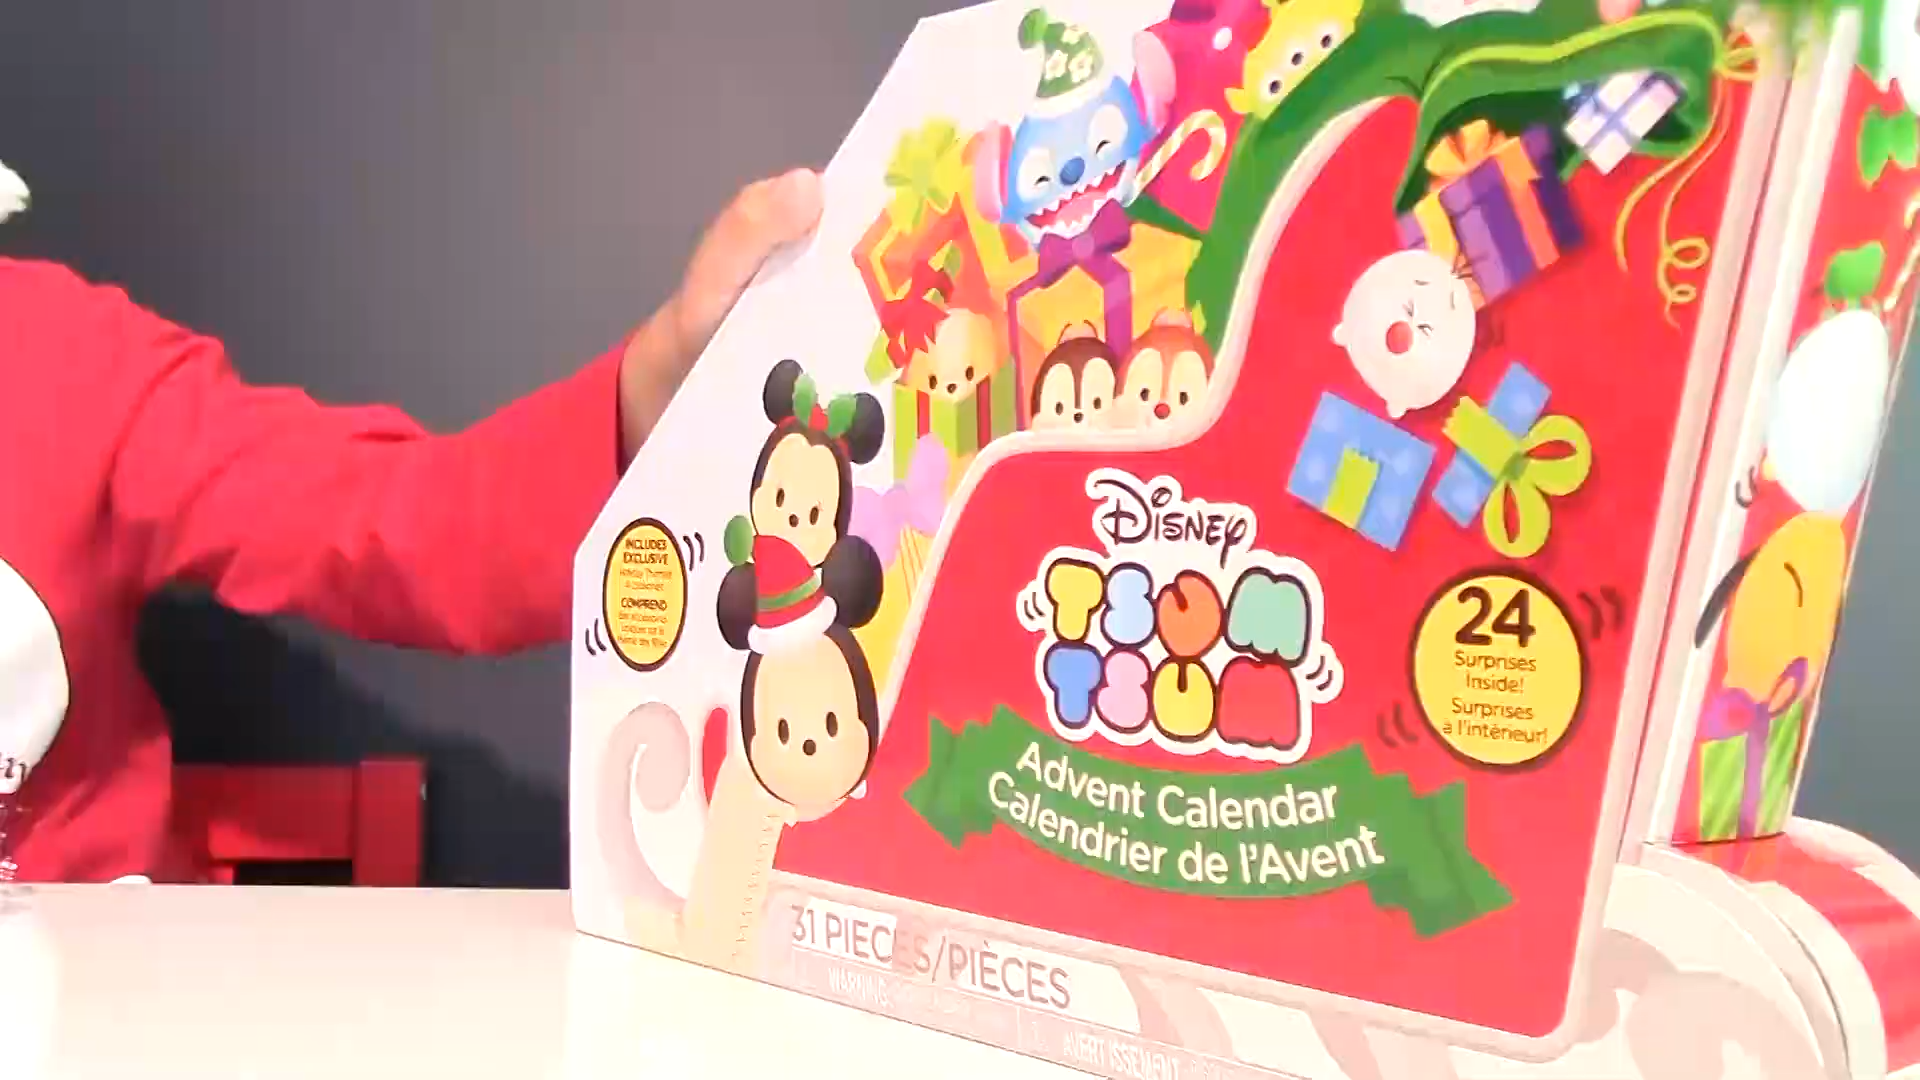 INCLUDES
EXCLUSIVE
COMPREND
DISNEY
TSUM
TSUM
Advent Calendar
Calendrier de l'Avent
24
Surprises
Inside!
Surprises
à l'intérieur!
31 PIECES/PIÈCES
WARNING:
AVERTISSEMENT